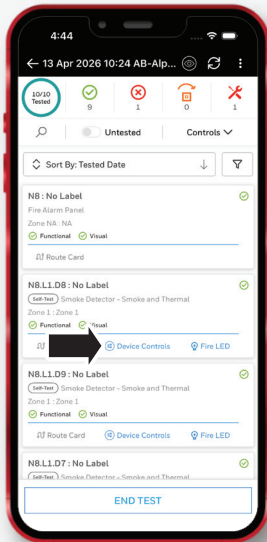 4:44
13 Apr 2026 10:24 AB-Alp...
10/10
Tested
9
1
0
1
Untested
Controls
Sort By: Tested Date
N8 : No Label
Fire Alarm Panel
Zone NA : NA
Functional Visual
Route Card
N8.L1.D8 : No Label
Self-Test Smoke Detector - Smoke and Thermal
Zone 1 : Zone 1
Functional Visual
Device Controls Fire LED
N8.L1.D9 : No Label
Self-Test Smoke Detector - Smoke and Thermal
Zone 1 : Zone 1
Functional Visual
Route Card Device Controls Fire LED
N8.L1.D7 : No Label
Self-Test Smoke Detector - Smoke and Thermal
END TEST